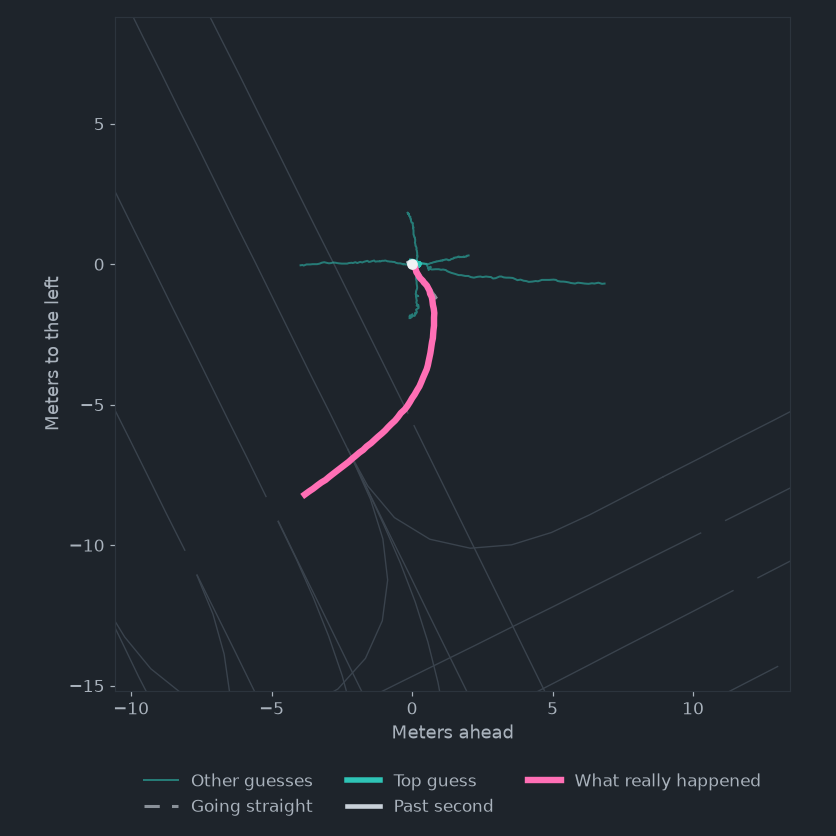 5
0
−5
−10
−15
Meters to the left
−10
−5
0
5
10
Meters ahead
Other guesses
Top guess
What really happened
Going straight
Past second